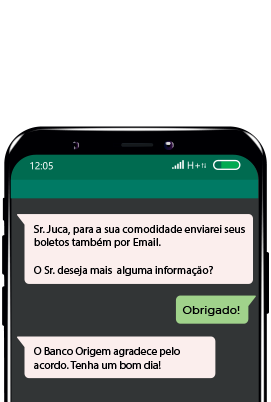 12:05 H+
Sr. Juca, para a sua comodidade enviarei seus
boletos também por Email.
O Sr. deseja mais alguma informação?
Obrigado!
O Banco Origem agradece pelo
acordo. Tenha um bom dia!